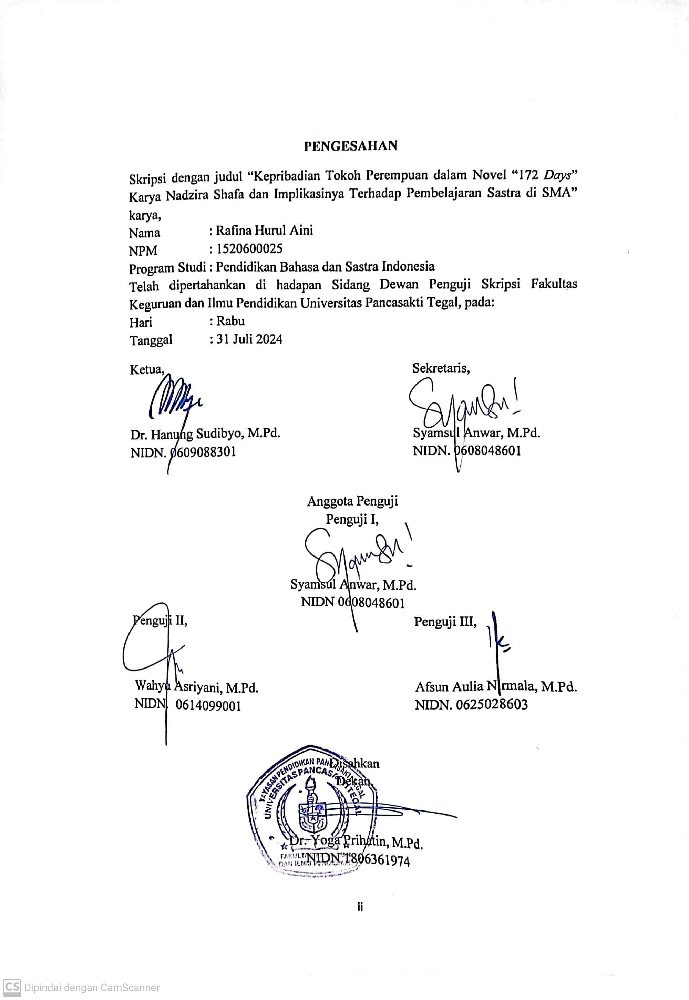 PENGESAHAN
Skripsi dengan judul “Kepribadian Tokoh Perempuan dalam Novel “172 Days”
Karya Nadzira Shafa dan Implikasinya Terhadap Pembelajaran Sastra di SMA”
karya,
Nama : Rafina Hurul Aini
NPM : 1520600025
Program Studi : Pendidikan Bahasa dan Sastra Indonesia
Telah dipertahankan di hadapan Sidang Dewan Penguji Skripsi Fakultas
Keguruan dan Ilmu Pendidikan Universitas Pancasakti Tegal, pada:
Hari : Rabu
Tanggal : 31 Juli 2024
Ketua,
Dr. Hanung Sudibyo, M.Pd.
NIDN. 0609088301
Sekretaris,
Syamsul Anwar, M.Pd.
NIDN. 0608048601
Anggota Penguji
Penguji I,
Syamsul Anwar, M.Pd.
NIDN 0608048601
Penguji II,
Wahyu Asriyani, M.Pd.
NIDN. 0614099001
Penguji III,
Afsun Aulia Nirmala, M.Pd.
NIDN. 0625028603
Disahkan
Dekan,
YAYASAN PENDIDIKAN PANCASAKTI TEGAL
UNIVERSITAS PANCASAKTI TEGAL
Dr. Yoga Prihatin, M.Pd.
NIDN 1806361974
DAN ILMU PENDIDIKAN
ii
CS Dipindai dengan CamScanner